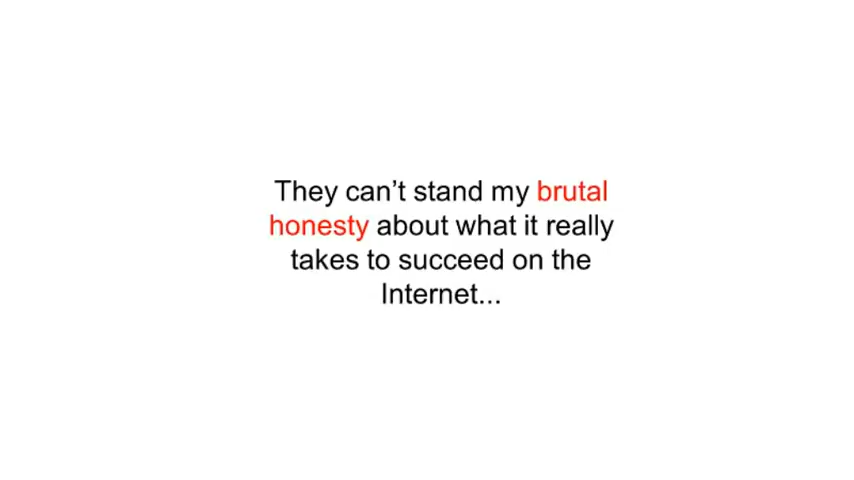 They can’t stand my brutal
honesty about what it really
takes to succeed on the
Internet...